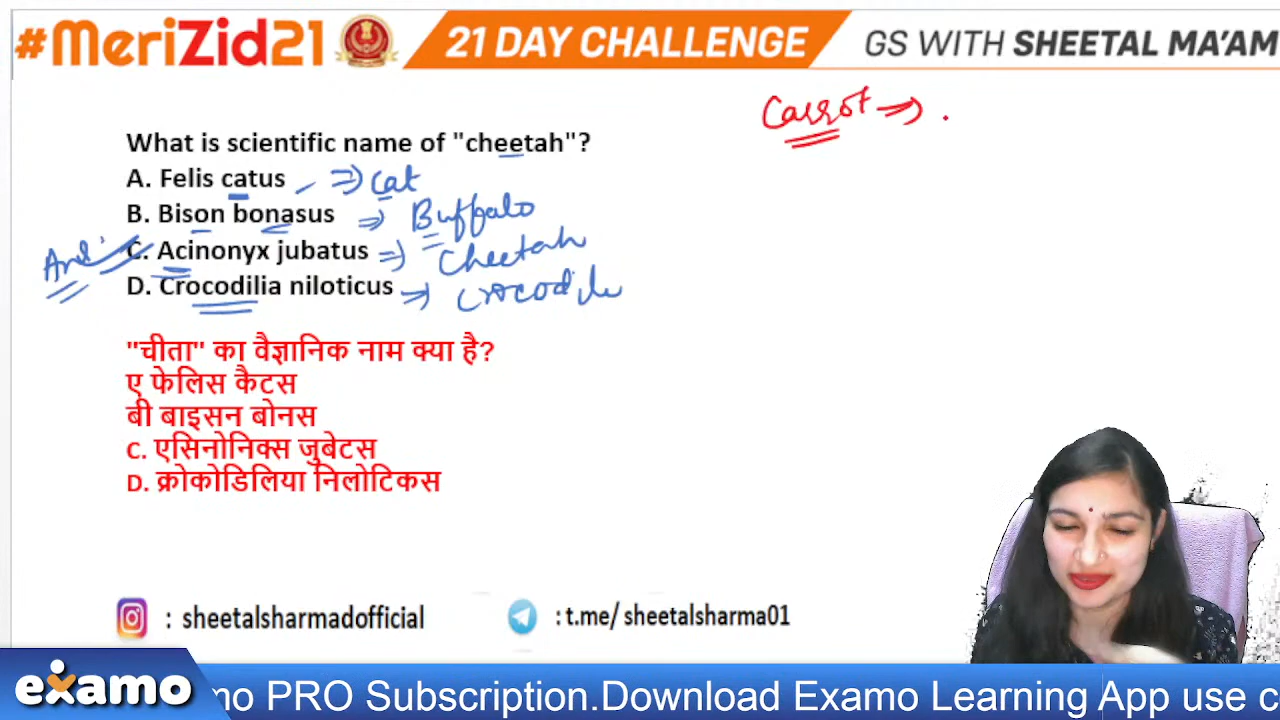 #MeriZid21 21 DAY CHALLENGE GS WITH SHEETAL MA'AM
Carrot ⇒ .
What is scientific name of "cheetah"?
A. Felis catus ⇒ Cat
B. Bison bonasus ⇒ Buffalo
Ans. C. Acinonyx jubatus ⇒ Cheetah
D. Crocodilia niloticus → Crocodile
"चीता" का वैज्ञानिक नाम क्या है?
ए फेलिस कैटस
बी बाइसन बोनस
C. एसिनोनिक्स जुबेटस
D. क्रोकोडिलिया निलोटिकस
: sheetalsharmadofficial : t.me/ sheetalsharma01
examo mo PRO Subscription.Download Examo Learning App use c